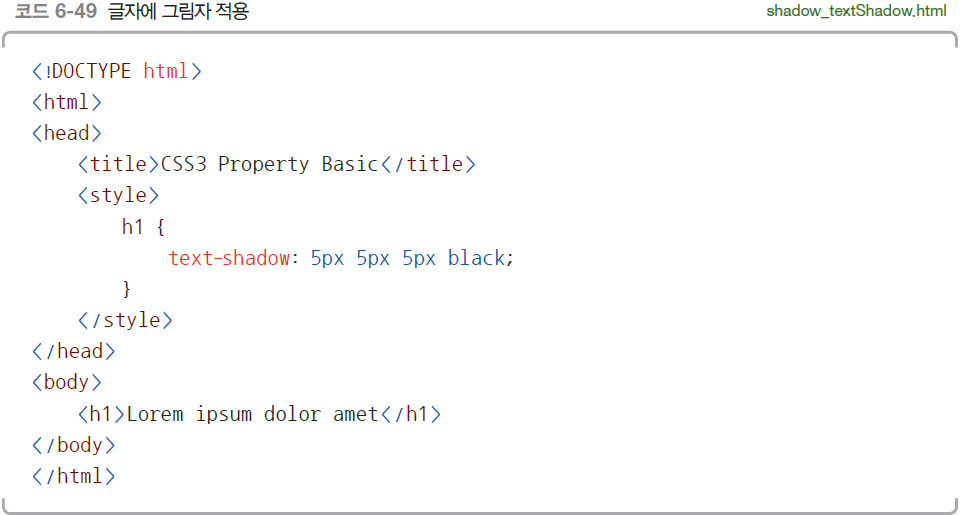 코드 6-49 글자에 그림자 적용
shadow_textShadow.html
<!DOCTYPE html>
<html>
<head>
    <title>CSS3 Property Basic</title>
    <style>
        h1 {
            text-shadow: 5px 5px 5px black;
        }
    </style>
</head>
<body>
    <h1>Lorem ipsum dolor amet</h1>
</body>
</html>